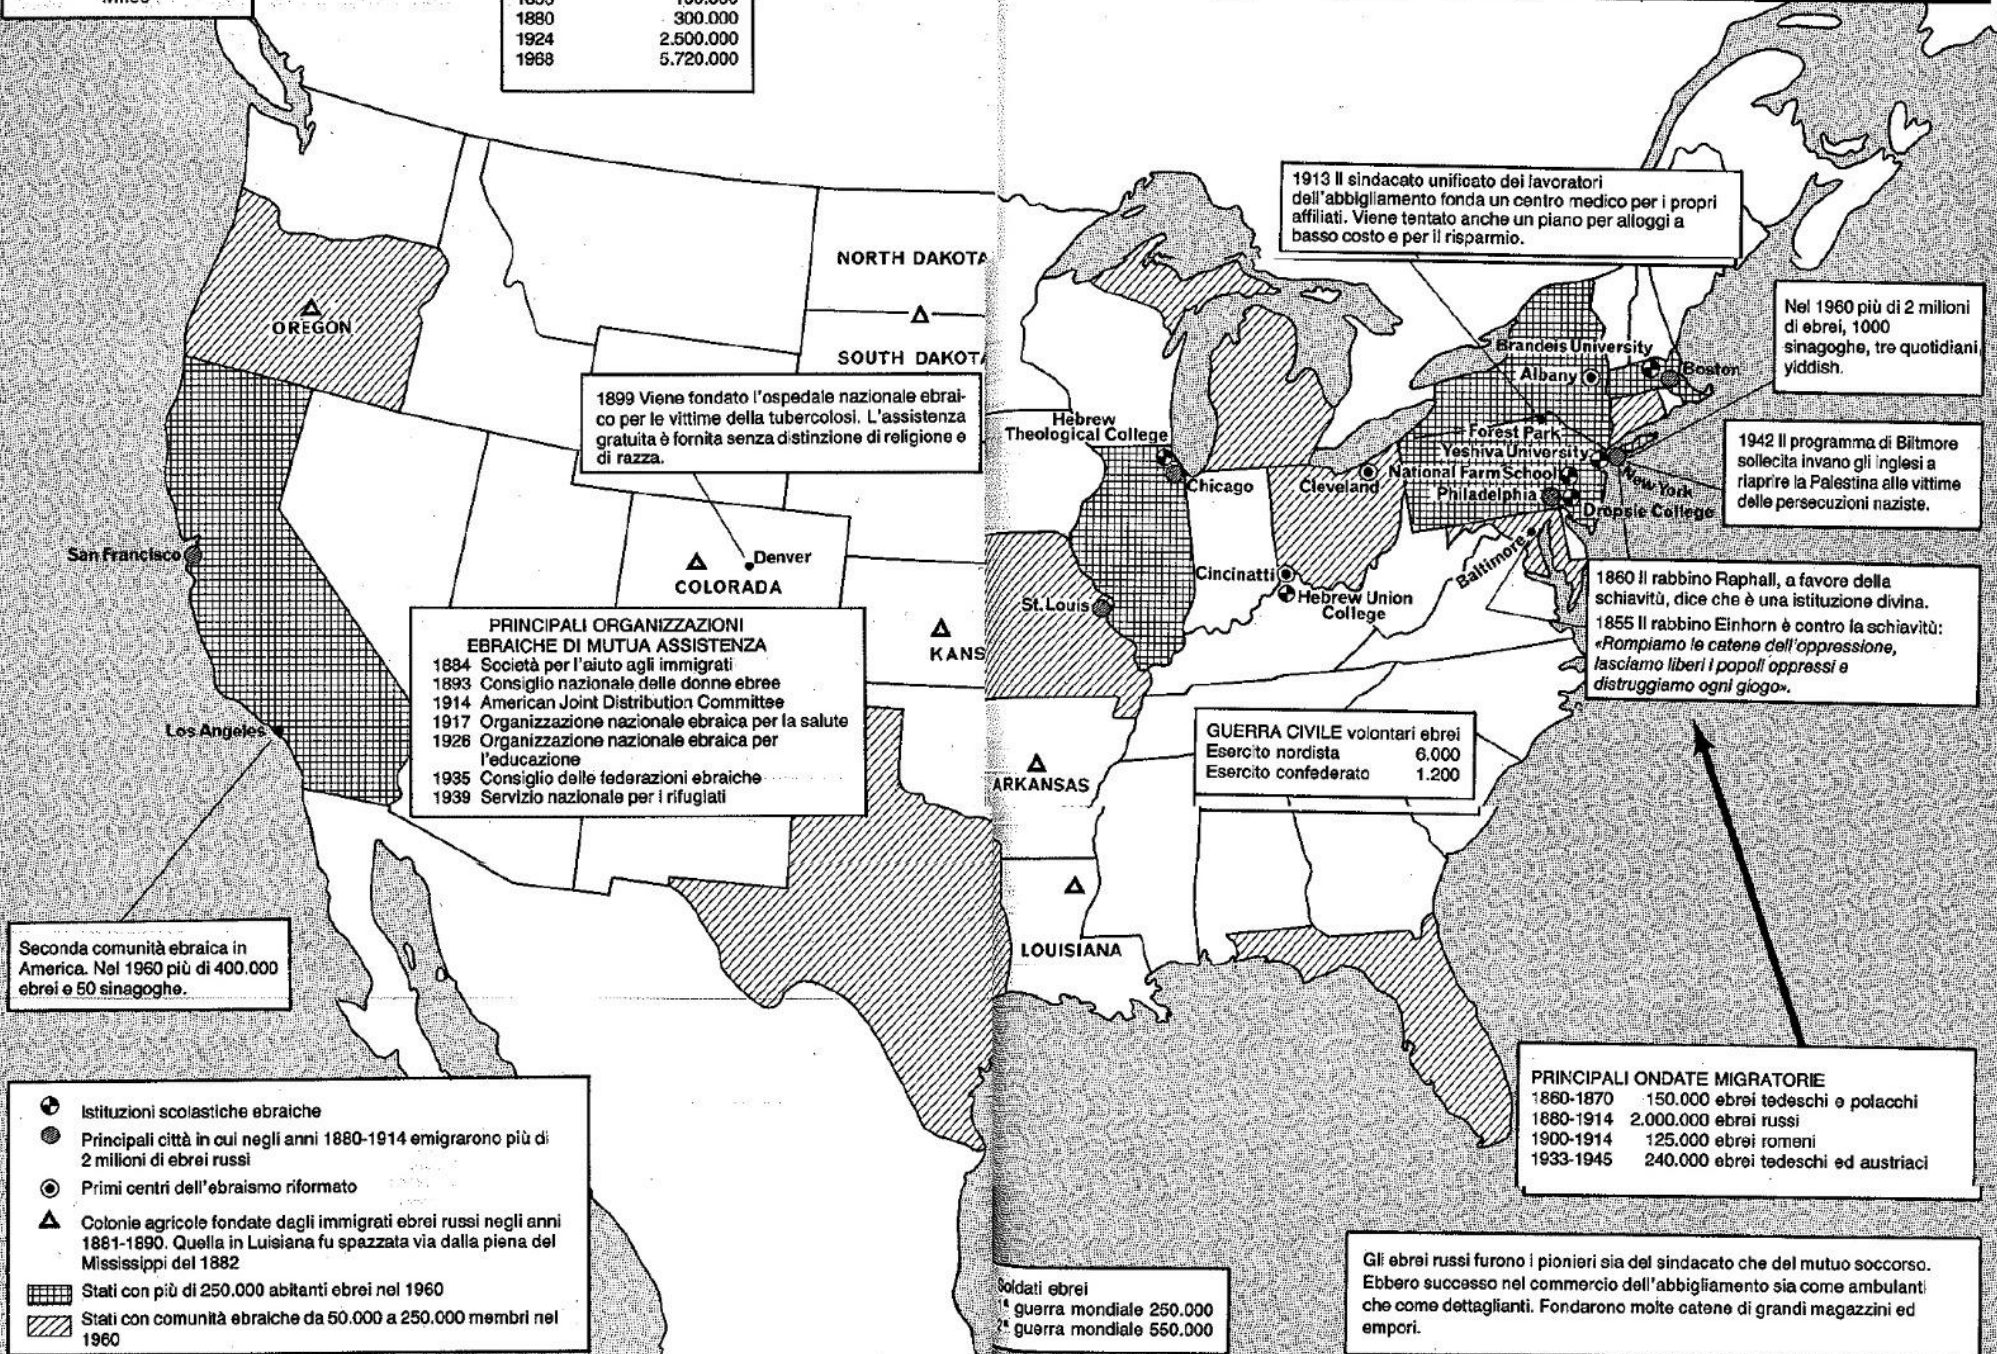 Miles
1880 300.000
1924 2.500.000
1968 5.720.000
1913 Il sindacato unificato dei lavoratori
dell'abbigliamento fonda un centro medico per i propri
affiliati. Viene tentato anche un piano per alloggi a
basso costo e per il risparmio.
NORTH DAKOTA
OREGON
SOUTH DAKOTA
Nel 1960 più di 2 milioni
di ebrei, 1000
sinagoghe, tre quotidiani
yiddish.
Brandeis University
Albany
Boston
1899 Viene fondato l'ospedale nazionale ebrai-
co per le vittime della tubercolosi. L'assistenza
gratuita è fornita senza distinzione di religione e
di razza.
Hebrew
Theological College
Forest Park
Yeshiva University
National Farm School
New York
Chicago
Cleveland
Philadelphia
Dropsie College
1942 Il programma di Biltmore
sollecita invano gli inglesi a
riaprire la Palestina alle vittime
delle persecuzioni naziste.
San Francisco
Denver
COLORADA
Cincinatti
Baltimore
Hebrew Union
College
St. Louis
KANS
1860 Il rabbino Raphall, a favore della
schiavitù, dice che è una istituzione divina.
1855 Il rabbino Einhorn è contro la schiavitù:
«Rompiamo le catene dell'oppressione,
lasciamo liberi i popoli oppressi e
distruggiamo ogni giogo».
PRINCIPALI ORGANIZZAZIONI
EBRAICHE DI MUTUA ASSISTENZA
1884 Società per l'aiuto agli immigrati
1893 Consiglio nazionale delle donne ebree
1914 American Joint Distribution Committee
1917 Organizzazione nazionale ebraica per la salute
1926 Organizzazione nazionale ebraica per
l'educazione
1935 Consiglio delle federazioni ebraiche
1939 Servizio nazionale per i rifugiati
Los Angeles
GUERRA CIVILE volontari ebrei
Esercito nordista 6.000
Esercito confederato 1.200
ARKANSAS
LOUISIANA
Seconda comunità ebraica in
America. Nel 1960 più di 400.000
ebrei e 50 sinagoghe.
PRINCIPALI ONDATE MIGRATORIE
1860-1870 150.000 ebrei tedeschi e polacchi
1880-1914 2.000.000 ebrei russi
1900-1914 125.000 ebrei romeni
1933-1945 240.000 ebrei tedeschi ed austriaci
Istituzioni scolastiche ebraiche
Principali città in cui negli anni 1880-1914 emigrarono più di
2 milioni di ebrei russi
Primi centri dell'ebraismo riformato
Colonie agricole fondate dagli immigrati ebrei russi negli anni
1881-1890. Quella in Luisiana fu spazzata via dalla piena del
Mississippi del 1882
Stati con più di 250.000 abitanti ebrei nel 1960
Stati con comunità ebraiche da 50.000 a 250.000 membri nel
1960
Soldati ebrei
1ª guerra mondiale 250.000
2ª guerra mondiale 550.000
Gli ebrei russi furono i pionieri sia del sindacato che del mutuo soccorso.
Ebbero successo nel commercio dell'abbigliamento sia come ambulanti
che come dettaglianti. Fondarono molte catene di grandi magazzini ed
empori.